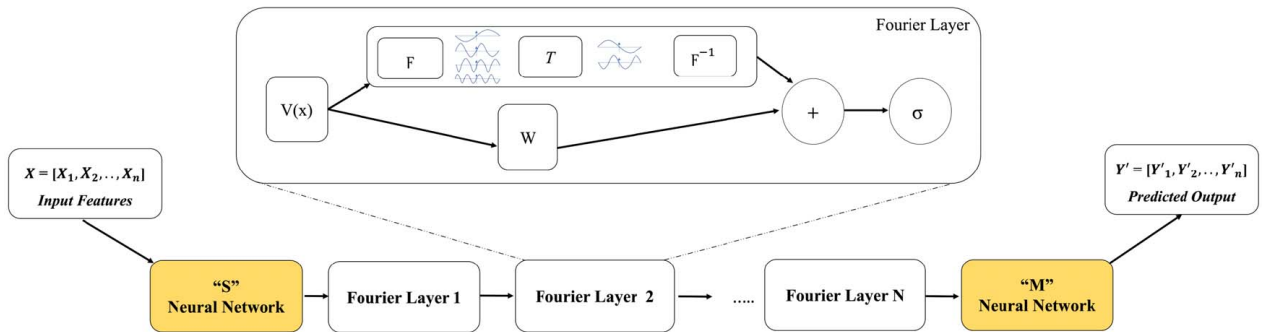 Fourier Layer
F
T
F⁻¹
V(x)
W
+
σ
X = [X₁, X₂, . . , Xₙ]
Input Features
Y′ = [Y′₁, Y′₂, . . , Y′ₙ]
Predicted Output
“S”
Neural Network
Fourier Layer 1
Fourier Layer 2
.....
Fourier Layer N
“M”
Neural Network